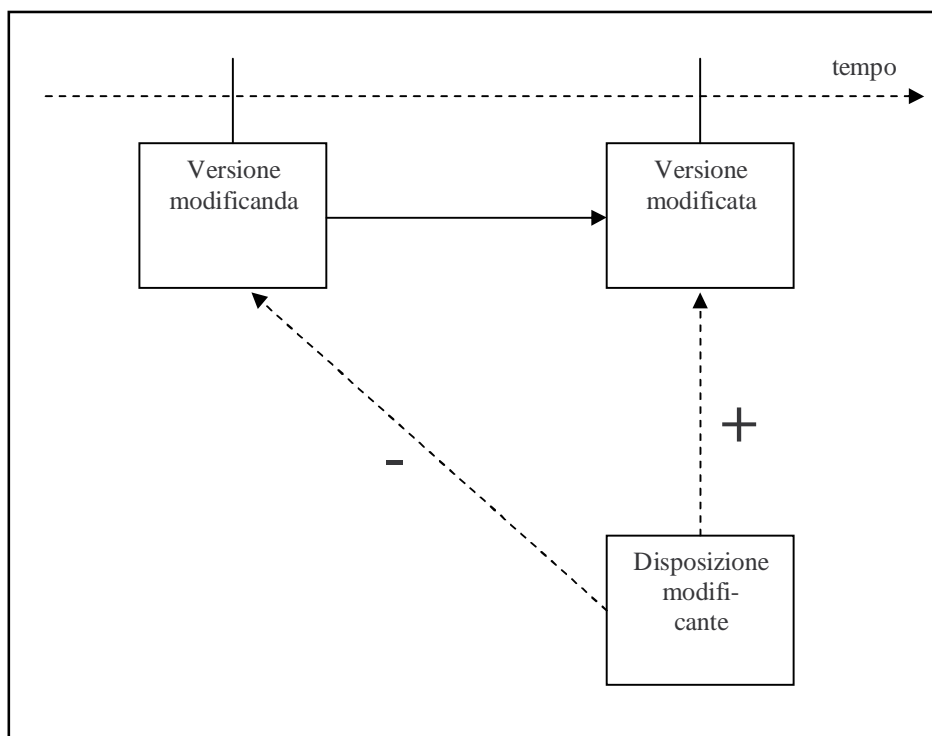 tempo
Versione
modificanda
Versione
modificata
-
+
Disposizione
modifi-
cante